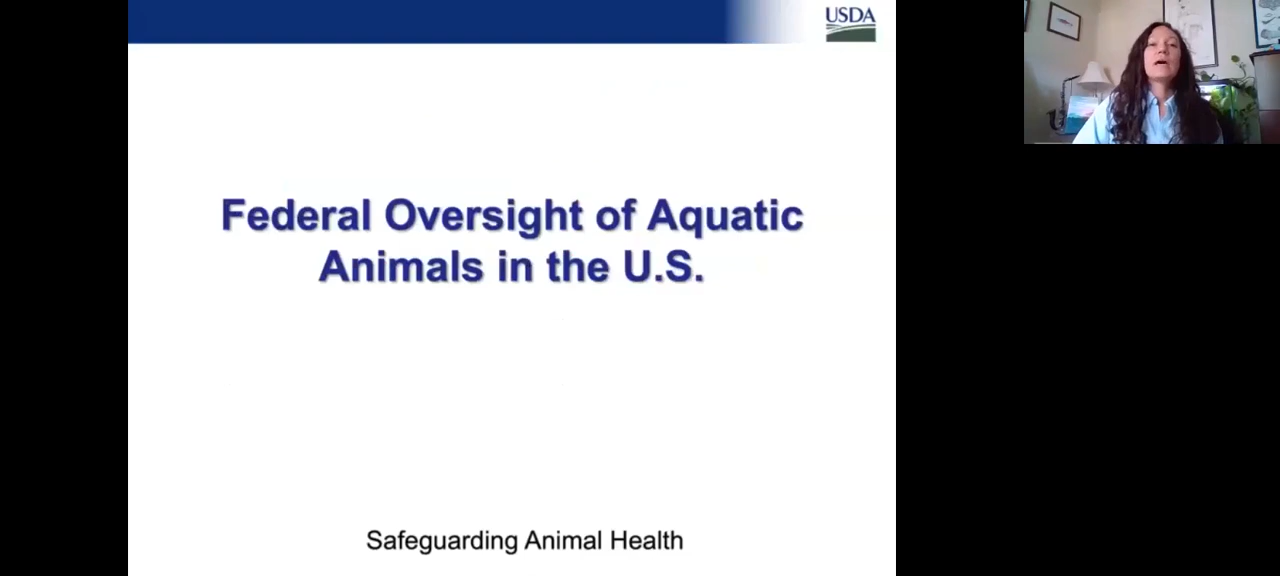 USDA
Federal Oversight of Aquatic
Animals in the U.S.
Safeguarding Animal Health